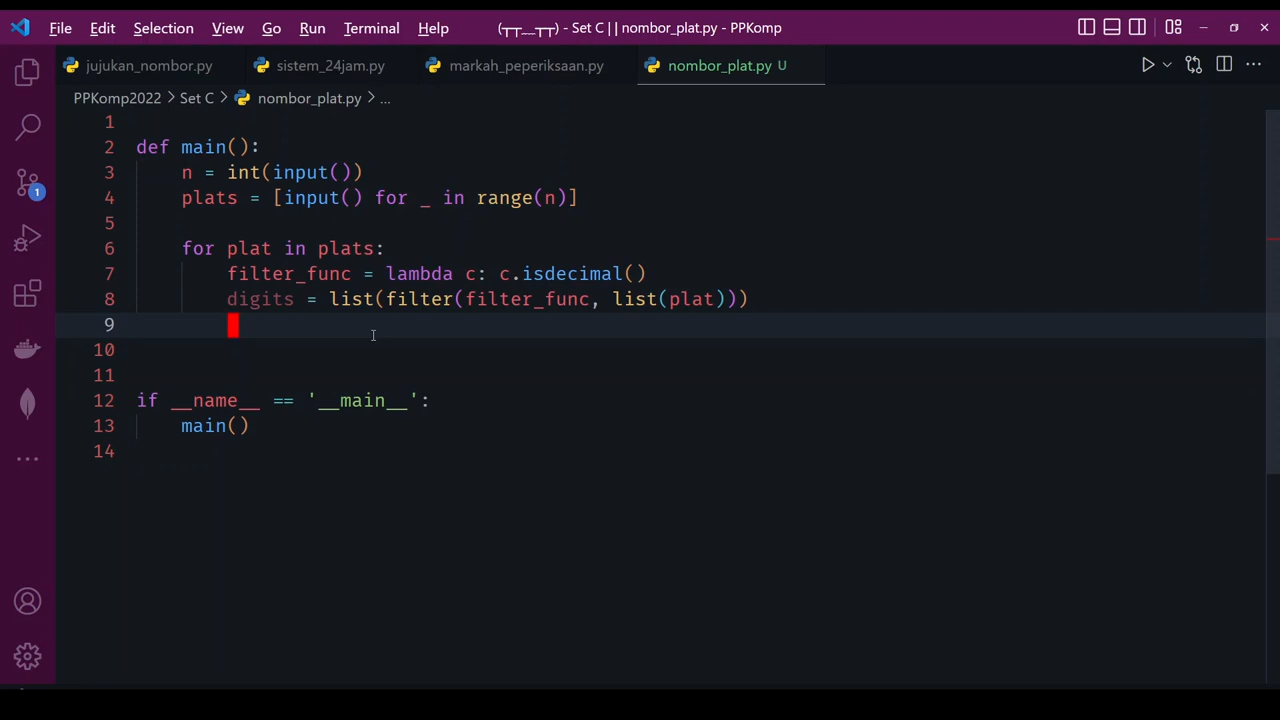 File Edit Selection View Go Run Terminal Help (┬┬__┬┬) - Set C || nombor_plat.py - PPKomp
jujukan_nombor.py sistem_24jam.py markah_peperiksaan.py nombor_plat.py U
PPKomp2022 > Set C > nombor_plat.py > ...
1
2 def main():
3 n = int(input())
4 plats = [input() for _ in range(n)]
5
6 for plat in plats:
7 filter_func = lambda c: c.isdecimal()
8 digits = list(filter(filter_func, list(plat)))
9
10
11
12 if __name__ == '__main__':
13 main()
14
1